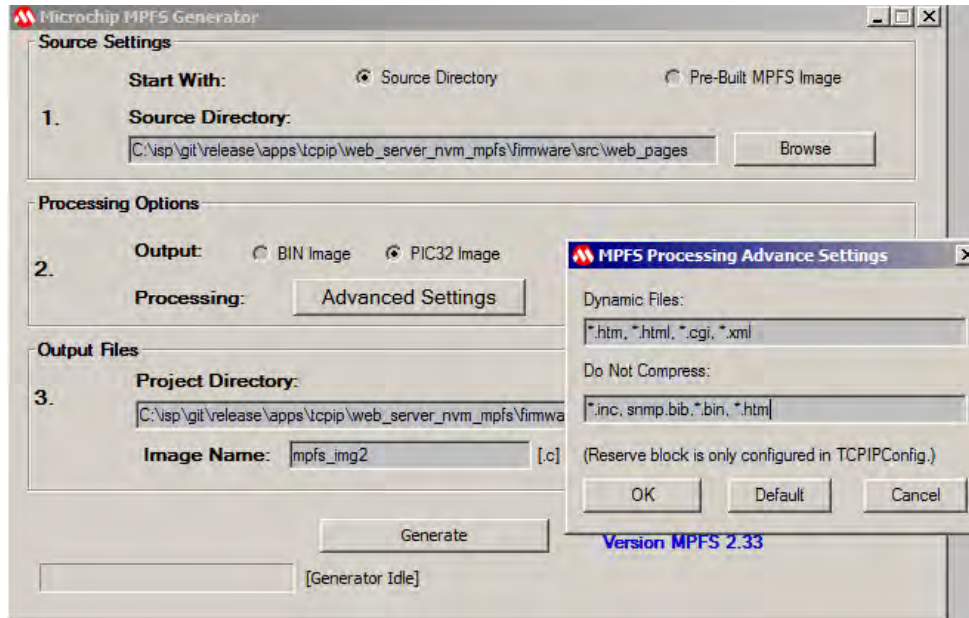 Microchip MPFS Generator
Source Settings
Start With: Source Directory Pre-Built MPFS Image
1. Source Directory:
C:\isp\git\release\apps\tcpip\web_server_nvm_mpfs\firmware\src\web_pages Browse
Processing Options
2. Output: BIN Image PIC32 Image
Processing: Advanced Settings
Output Files
3. Project Directory:
C:\isp\git\release\apps\tcpip\web_server_nvm_mpfs\firmwa
Image Name: mpfs_img2 [.c]
Generate
Version MPFS 2.33
[Generator Idle]
MPFS Processing Advance Settings
Dynamic Files:
*.htm, *.html, *.cgi, *.xml
Do Not Compress:
*.inc, snmp.bib,*.bin, *.htm
(Reserve block is only configured in TCPIPConfig.)
OK Default Cancel